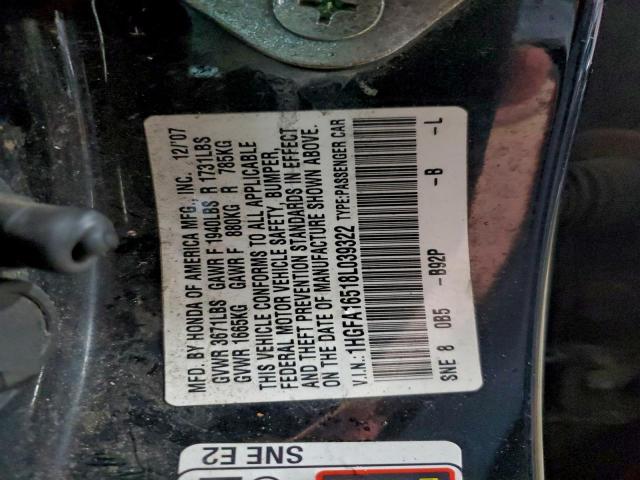 MFD. BY HONDA OF AMERICA MFG., INC. 12/'07
GVWR 3671LBS GAWR F 1940LBS R 1731LBS
GVWR 1665KG GAWR F 880KG R 785KG
THIS VEHICLE CONFORMS TO ALL APPLICABLE
FEDERAL MOTOR VEHICLE SAFETY, BUMPER,
AND THEFT PREVENTION STANDARDS IN EFFECT
ON THE DATE OF MANUFACTURE SHOWN ABOVE.
V.I.N.: 1HGFA16518L039322 TYPE:PASSENGER CAR
SNE 8 0B5 -B92P -B -L
SNE E2